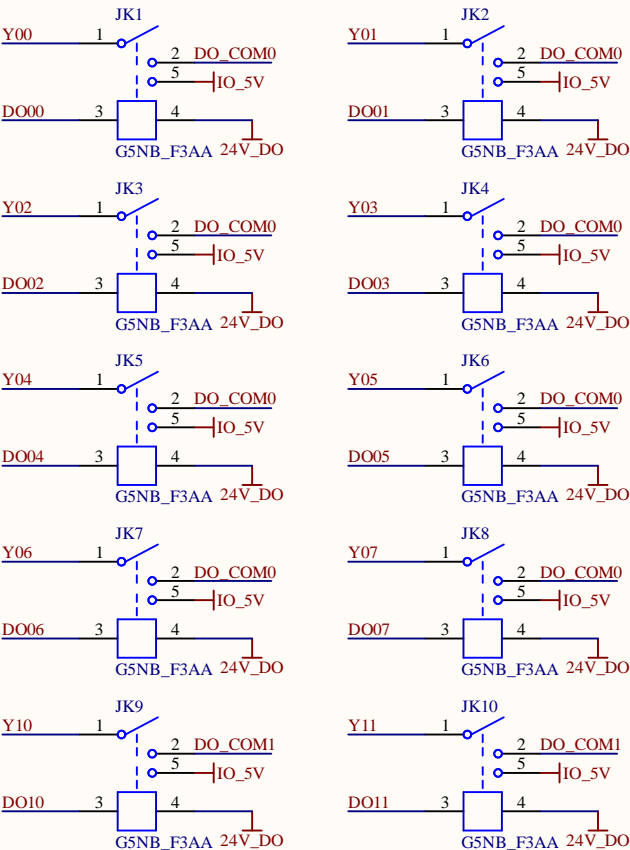 JK1 JK2
Y00 1 Y01 1
2 DO_COM0 2 DO_COM0
5 IO_5V 5 IO_5V
DO00 3 4 DO01 3 4
G5NB_F3AA 24V_DO G5NB_F3AA 24V_DO
JK3 JK4
Y02 1 Y03 1
2 DO_COM0 2 DO_COM0
5 IO_5V 5 IO_5V
DO02 3 4 DO03 3 4
G5NB_F3AA 24V_DO G5NB_F3AA 24V_DO
JK5 JK6
Y04 1 Y05 1
2 DO_COM0 2 DO_COM0
5 IO_5V 5 IO_5V
DO04 3 4 DO05 3 4
G5NB_F3AA 24V_DO G5NB_F3AA 24V_DO
JK7 JK8
Y06 1 Y07 1
2 DO_COM0 2 DO_COM0
5 IO_5V 5 IO_5V
DO06 3 4 DO07 3 4
G5NB_F3AA 24V_DO G5NB_F3AA 24V_DO
JK9 JK10
Y10 1 Y11 1
2 DO_COM1 2 DO_COM1
5 IO_5V 5 IO_5V
DO10 3 4 DO11 3 4
G5NB_F3AA 24V_DO G5NB_F3AA 24V_DO